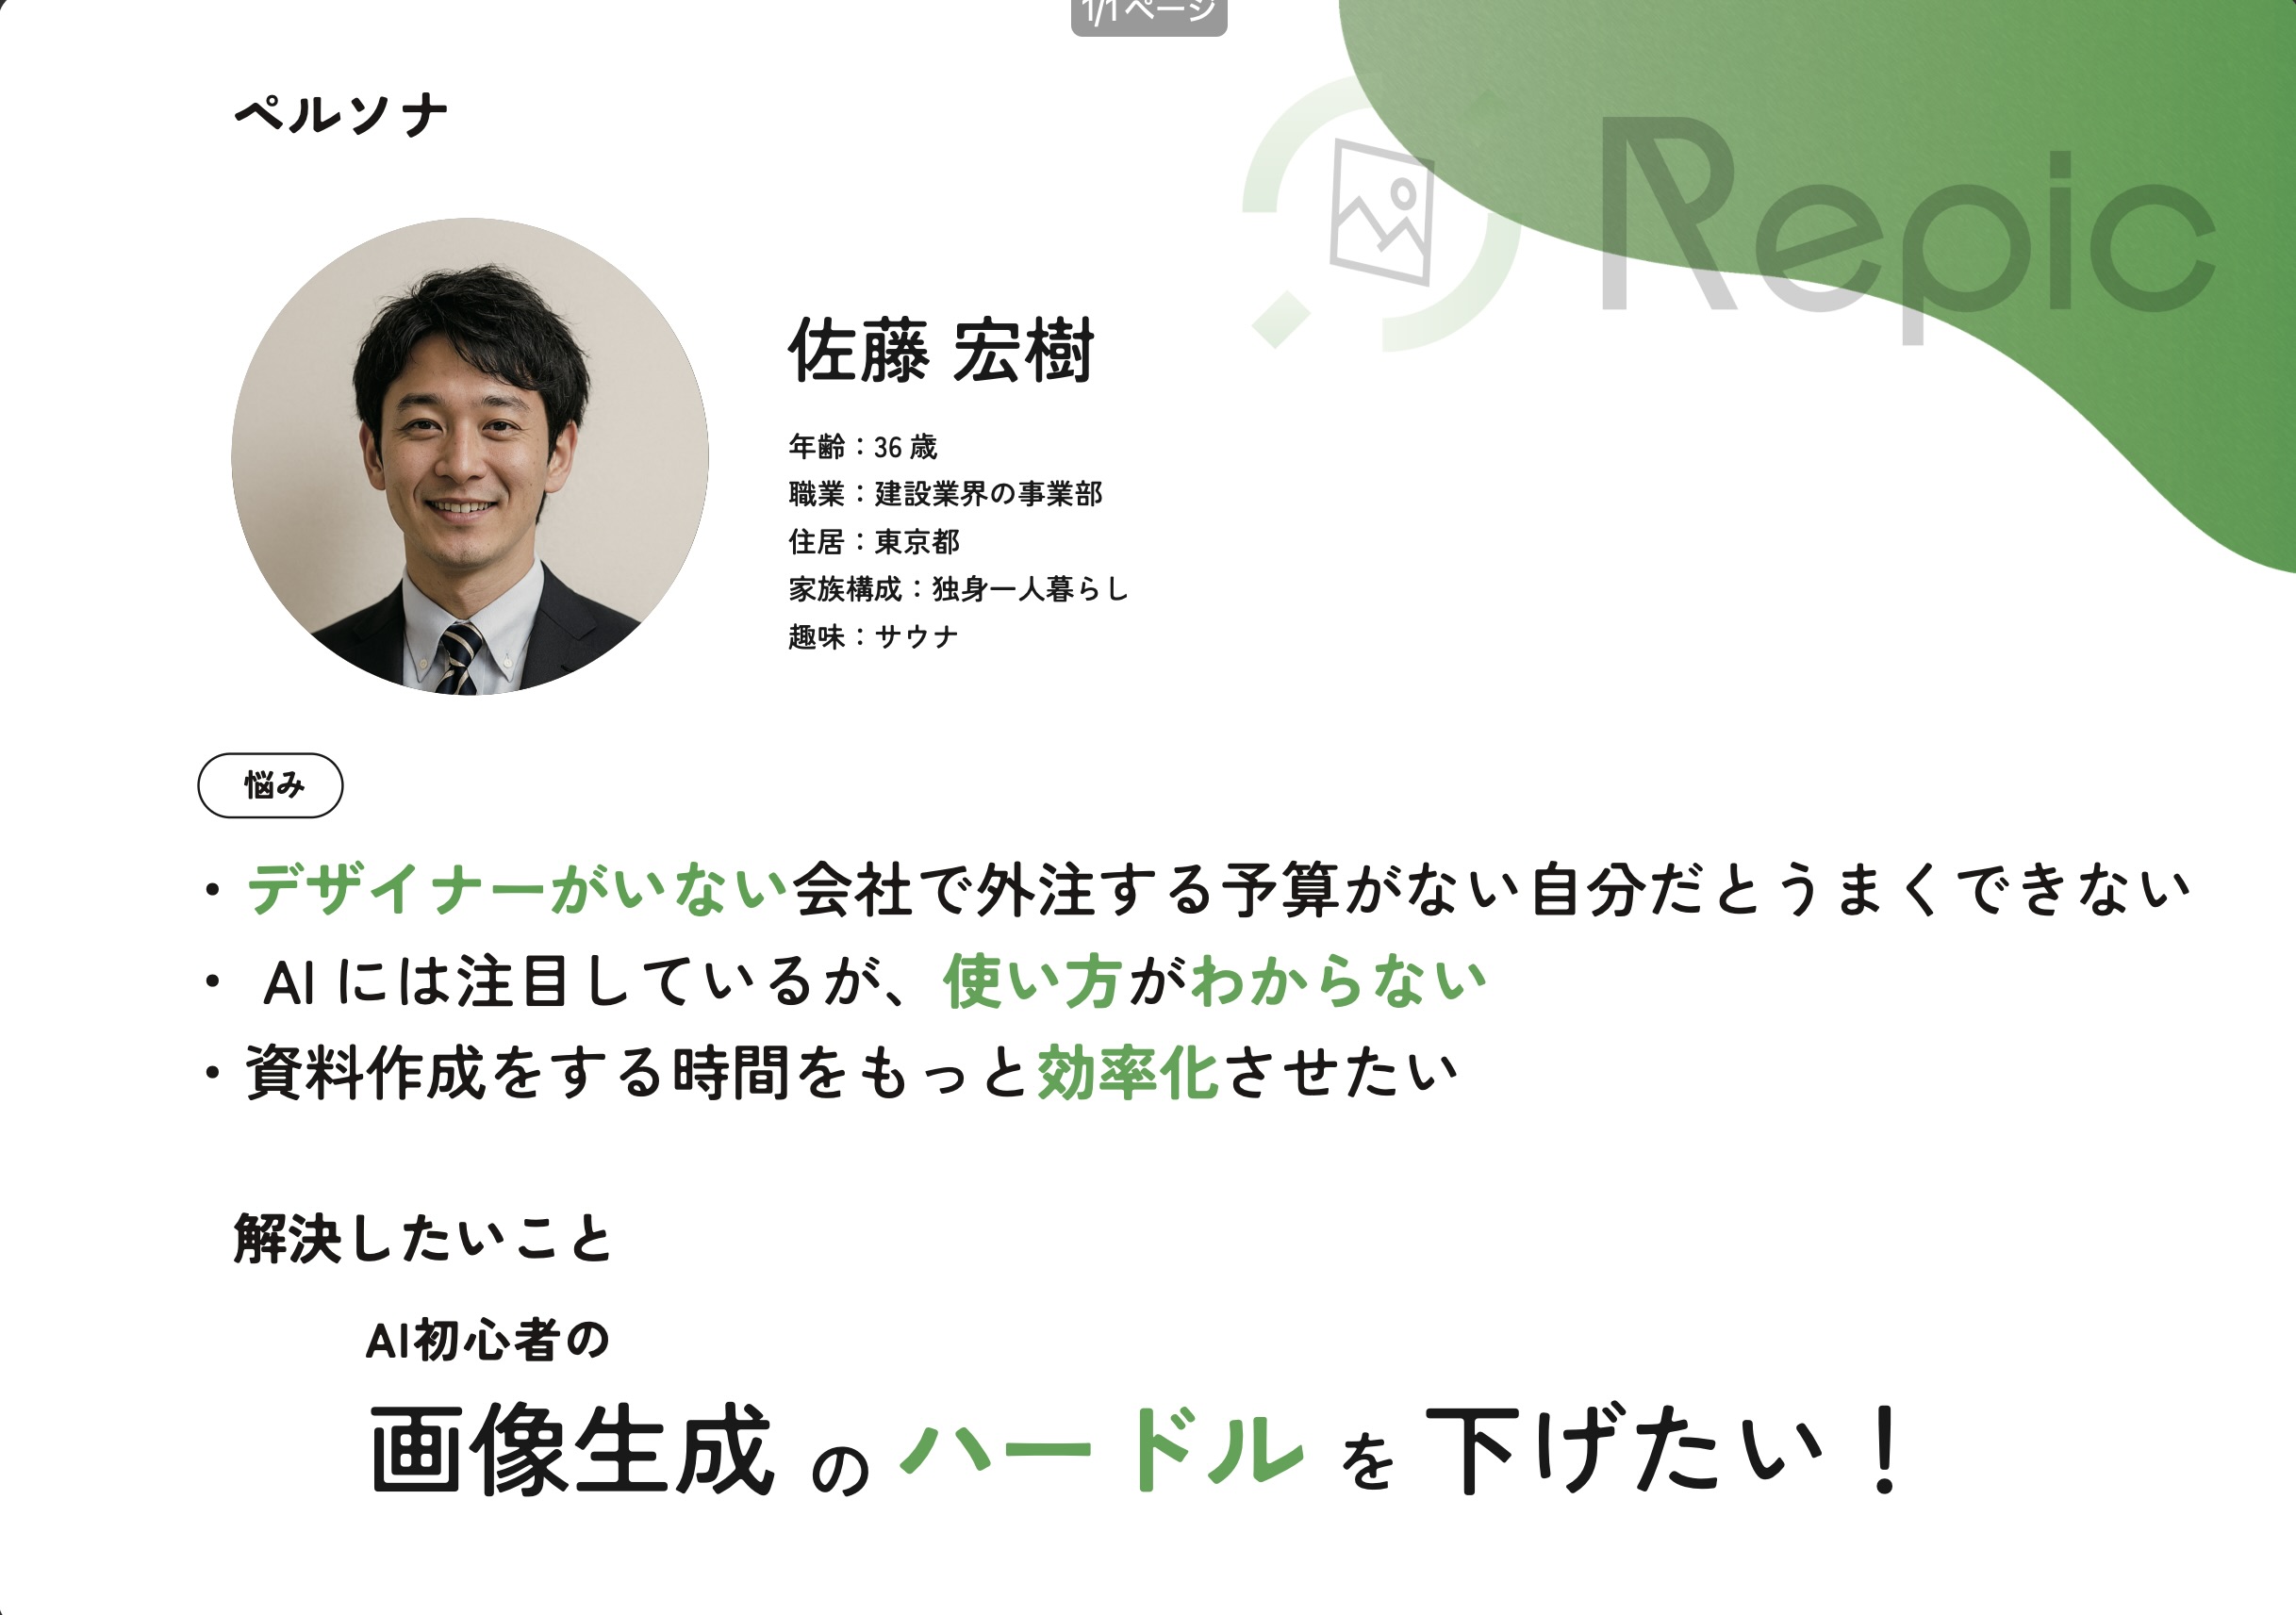 1/1ページ
ペルソナ
Repic
佐藤 宏樹
年齢：36 歳
職業：建設業界の事業部
住居：東京都
家族構成：独身一人暮らし
趣味：サウナ
悩み
・デザイナーがいない会社で外注する予算がない自分だとうまくできない
・ AI には注目しているが、使い方がわからない
・資料作成をする時間をもっと効率化させたい
解決したいこと
AI初心者の
画像生成 の ハードル を 下げたい！